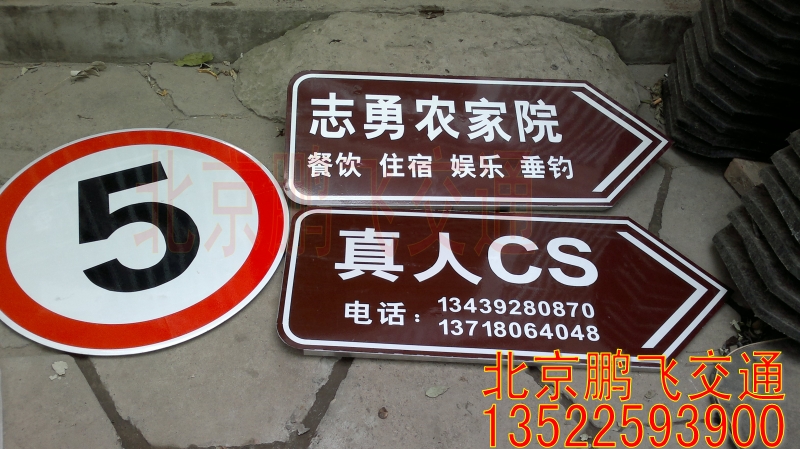 5
志勇农家院
餐饮 住宿 娱乐 垂钓
真人CS
电话：13439280870
13718064048
北京鹏飞交通
北京鹏飞交通
13522593900